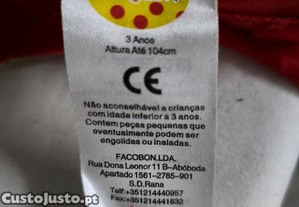 3 Anos
Altura Até 104cm
CE
Não aconselhável a crianças
com idade inferior a 3 anos.
Contem peças pequenas que
eventualmente podem ser
engolidas ou inaladas.
FACOBON.LDA.
Rua Dona Leonor 11 B-Abóboda
Apartado 1561-2785-901
S.D.Rana
Telf:+351214440957
Fax:+351214441832
CustoJusto.pt